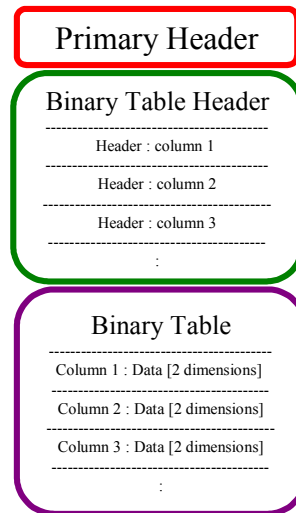 Primary Header
Binary Table Header
-----------------------------------------
Header : column 1
-----------------------------------------
Header : column 2
------------------------------------------
Header : column 3
----------------------------------------
:
Binary Table
-----------------------------------------
Column 1 : Data [2 dimensions]
----------------------------------------
Column 2 : Data [2 dimensions]
------------------------------------------
Column 3 : Data [2 dimensions]
----------------------------------------
: